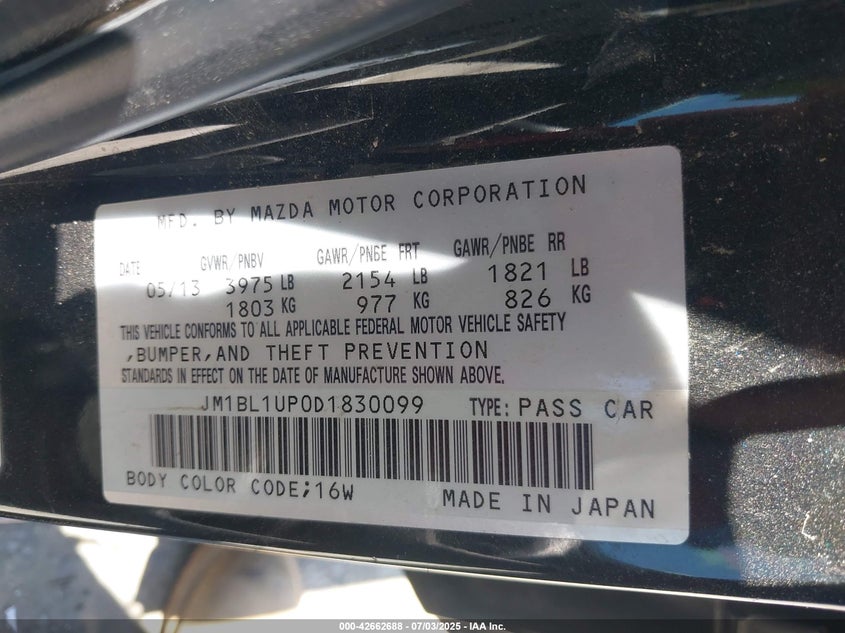 MFD. BY MAZDA MOTOR CORPORATION
DATE GVWR/PNBV GAWR/PNBE FRT GAWR/PNBE RR
05/13 3975 LB 2154 LB 1821 LB
1803 KG 977 KG 826 KG
THIS VEHICLE CONFORMS TO ALL APPLICABLE FEDERAL MOTOR VEHICLE SAFETY
,BUMPER,AND THEFT PREVENTION
STANDARDS IN EFFECT ON THE DATE OF MANUFACTURE SHOWN ABOVE.
JM1BL1UP0D1830099 TYPE: PASS CAR
BODY COLOR CODE;16W MADE IN JAPAN
000-42662688 - 07/03/2025 - IAA Inc.